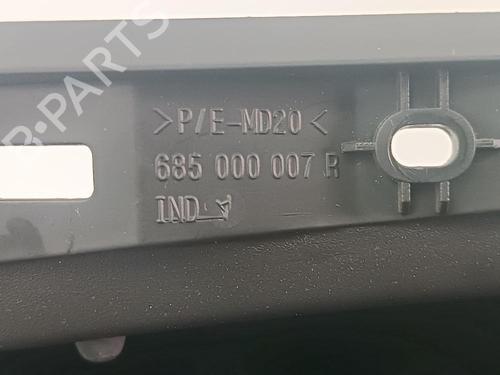 B-PARTS
>P/E-MD20<
685 000 007 R
IND A